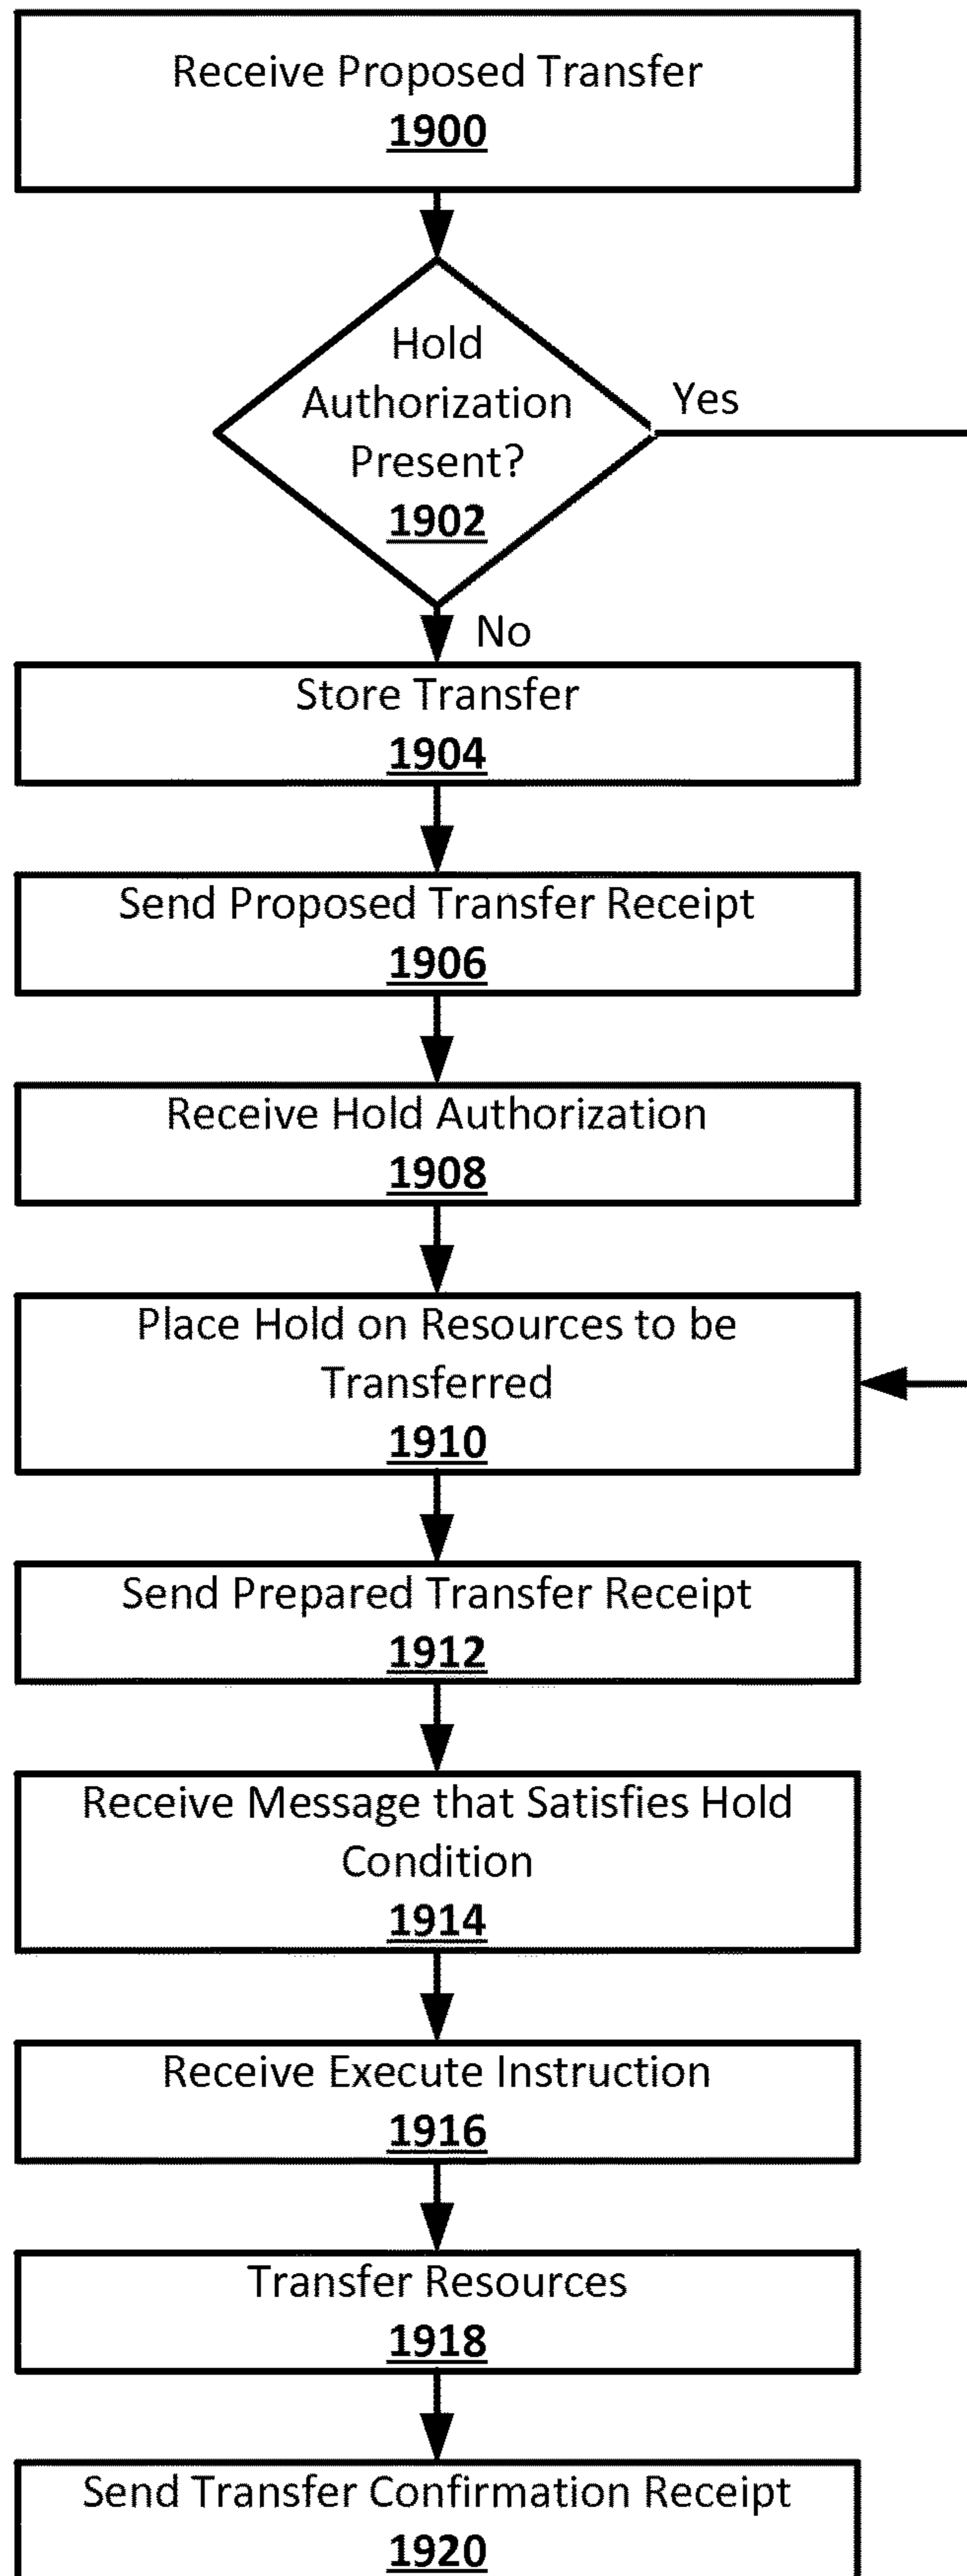 Receive Proposed Transfer
1900
Hold
Authorization
Present?
1902
Yes
No
Store Transfer
1904
Send Proposed Transfer Receipt
1906
Receive Hold Authorization
1908
Place Hold on Resources to be
Transferred
1910
Send Prepared Transfer Receipt
1912
Receive Message that Satisfies Hold
Condition
1914
Receive Execute Instruction
1916
Transfer Resources
1918
Send Transfer Confirmation Receipt
1920